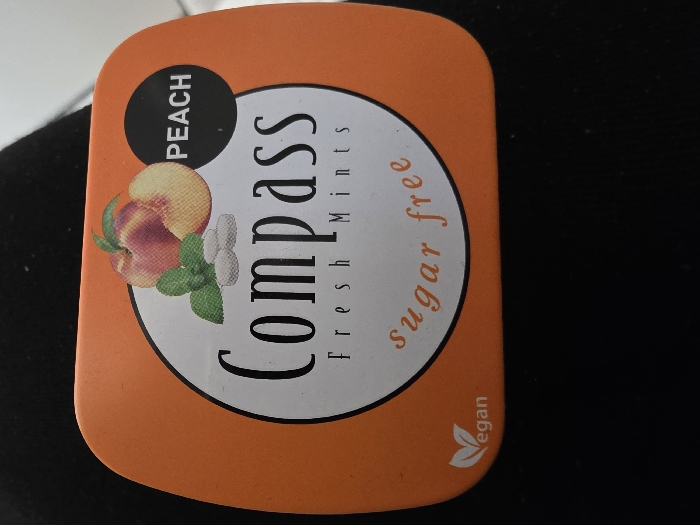 PEACH
Compass
Fresh Mints
sugar free
Vegan